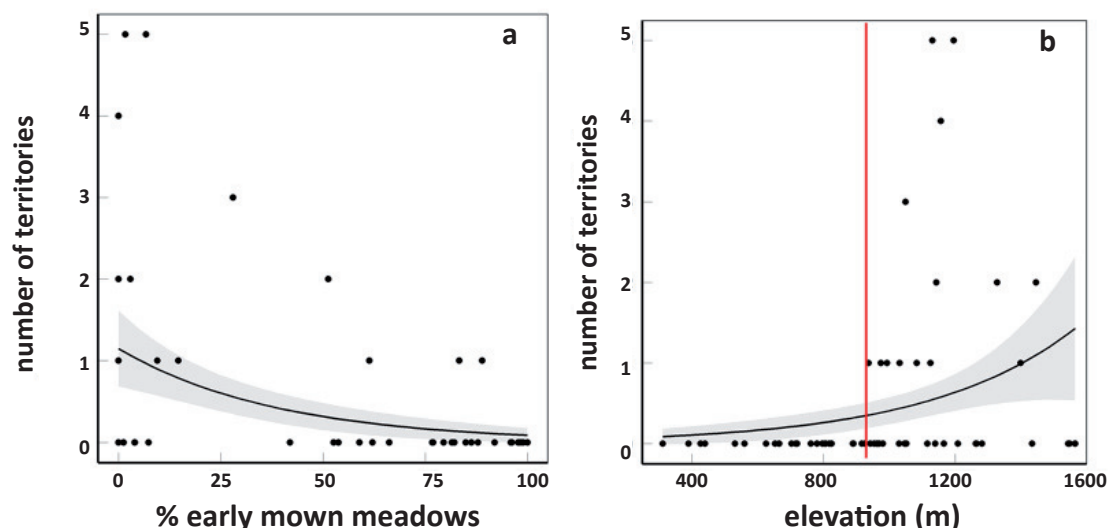 a
number of territories
5
4
3
2
1
0
0 25 50 75 100
% early mown meadows
b
number of territories
5
4
3
2
1
0
400 800 1200 1600
elevation (m)